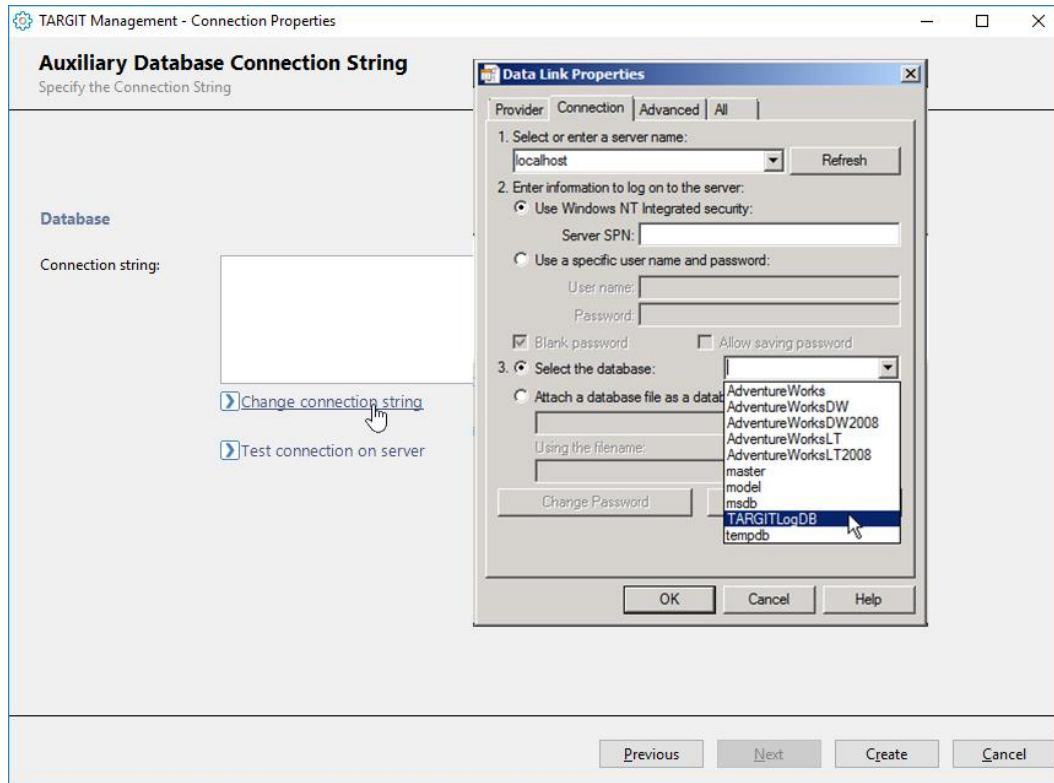 TARGIT Management - Connection Properties
Auxiliary Database Connection String
Specify the Connection String
Database
Connection string:
Change connection string
Test connection on server
Data Link Properties
Provider Connection Advanced All
1. Select or enter a server name:
localhost Refresh
2. Enter information to log on to the server:
Use Windows NT Integrated security:
Server SPN:
Use a specific user name and password:
User name:
Password:
Blank password Allow saving password
3. Select the database:
Attach a database file as a datab
Using the filename:
AdventureWorks
AdventureWorksDW
AdventureWorksDW2008
AdventureWorksLT
AdventureWorksLT2008
master
model
msdb
TARGITLogDB
tempdb
Change Password
OK Cancel Help
Previous Next Create Cancel